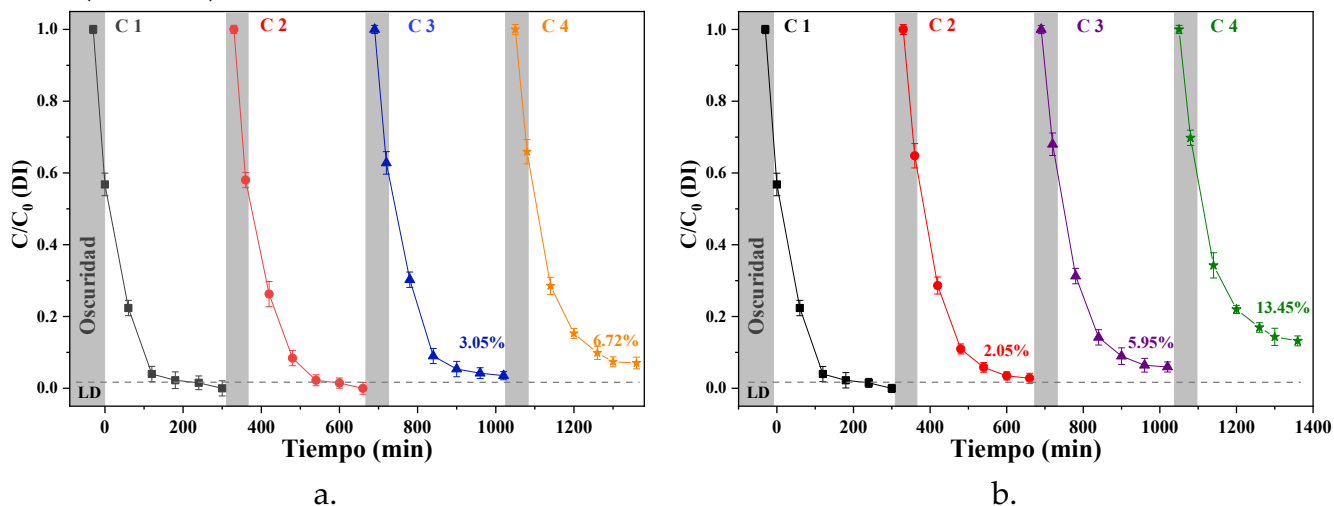 C 1 C 2 C 3 C 4
1.0
0.8
0.6
0.4
0.2
0.0
C/C₀ (DI)
Oscuridad
3.05%
6.72%
LD
0 200 400 600 800 1000 1200
Tiempo (min)
a.
C 1 C 2 C 3 C 4
1.0
0.8
0.6
0.4
0.2
0.0
C/C₀ (DI)
Oscuridad
13.45%
5.95%
2.05%
LD
0 200 400 600 800 1000 1200 1400
Tiempo (min)
b.